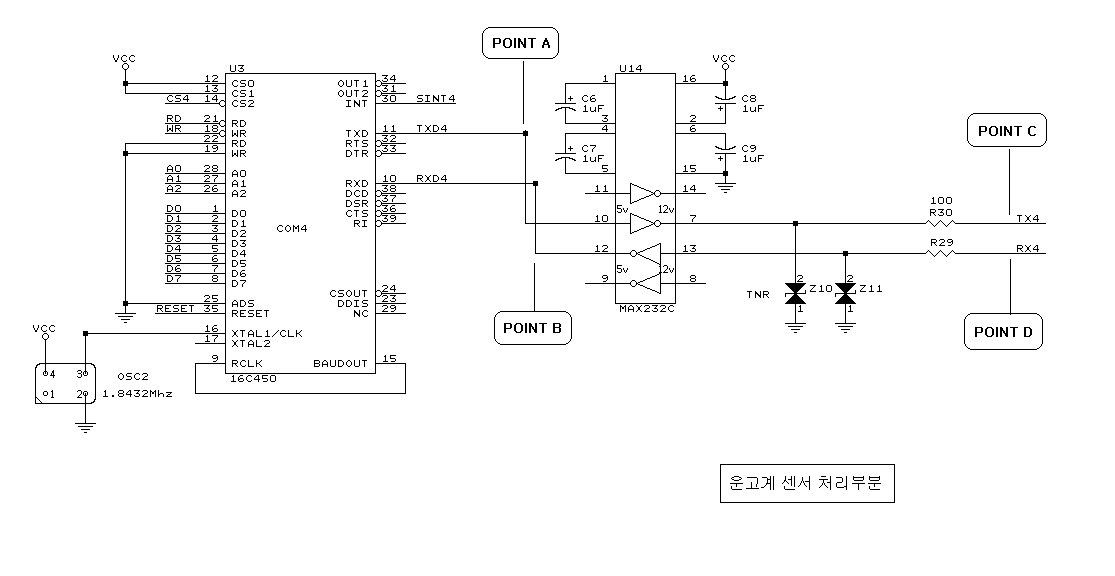 POINT A
VCC
U3
12 CS0 OUT1 34
13 CS1 OUT2 31
CS4 14 CS2 INT 30 SINT4
RD 21 RD
WR 18 WR TXD 11 TXD4
22 RD RTS 32
19 WR DTR 33
A0 28 A0
A1 27 A1 RXD 10 RXD4
A2 26 A2 DCD 38
DSR 37
D0 1 D0 CTS 36
D1 2 D1 RI 39
D2 3 D2
D3 4 D3
D4 5 D4
D5 6 D5
D6 7 D6
D7 8 D7
COM4
CSOUT 24
25 ADS DDIS 23
RESET 35 RESET NC 29
16 XTAL1/CLK
17 XTAL2
9 RCLK BAUDOUT 15
16C450
VCC
4 3
1 2
OSC2
1.8432Mhz
U14
VCC
1 16
C6
1uF
C8
1uF
3 2
4 6
C7
1uF
C9
1uF
5 15
11 14
5v 12v
10 7
12 13
5v 12v
9 8
MAX232C
POINT B
POINT C
100
R30
TX4
R29
RX4
TNR
2 Z10
1
2 Z11
1
POINT D
운고계 센서 처리부분